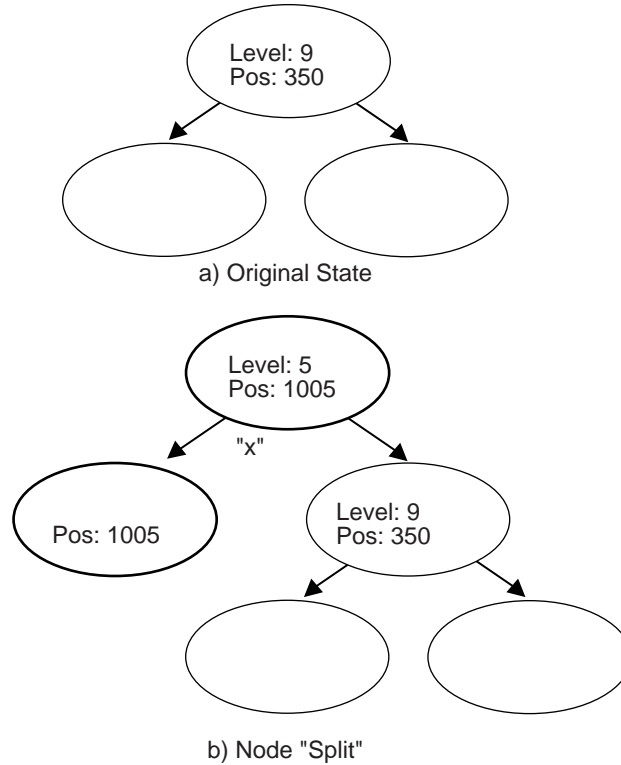 Level: 9
Pos: 350
a) Original State
Level: 5
Pos: 1005
"x"
Pos: 1005
Level: 9
Pos: 350
b) Node "Split"